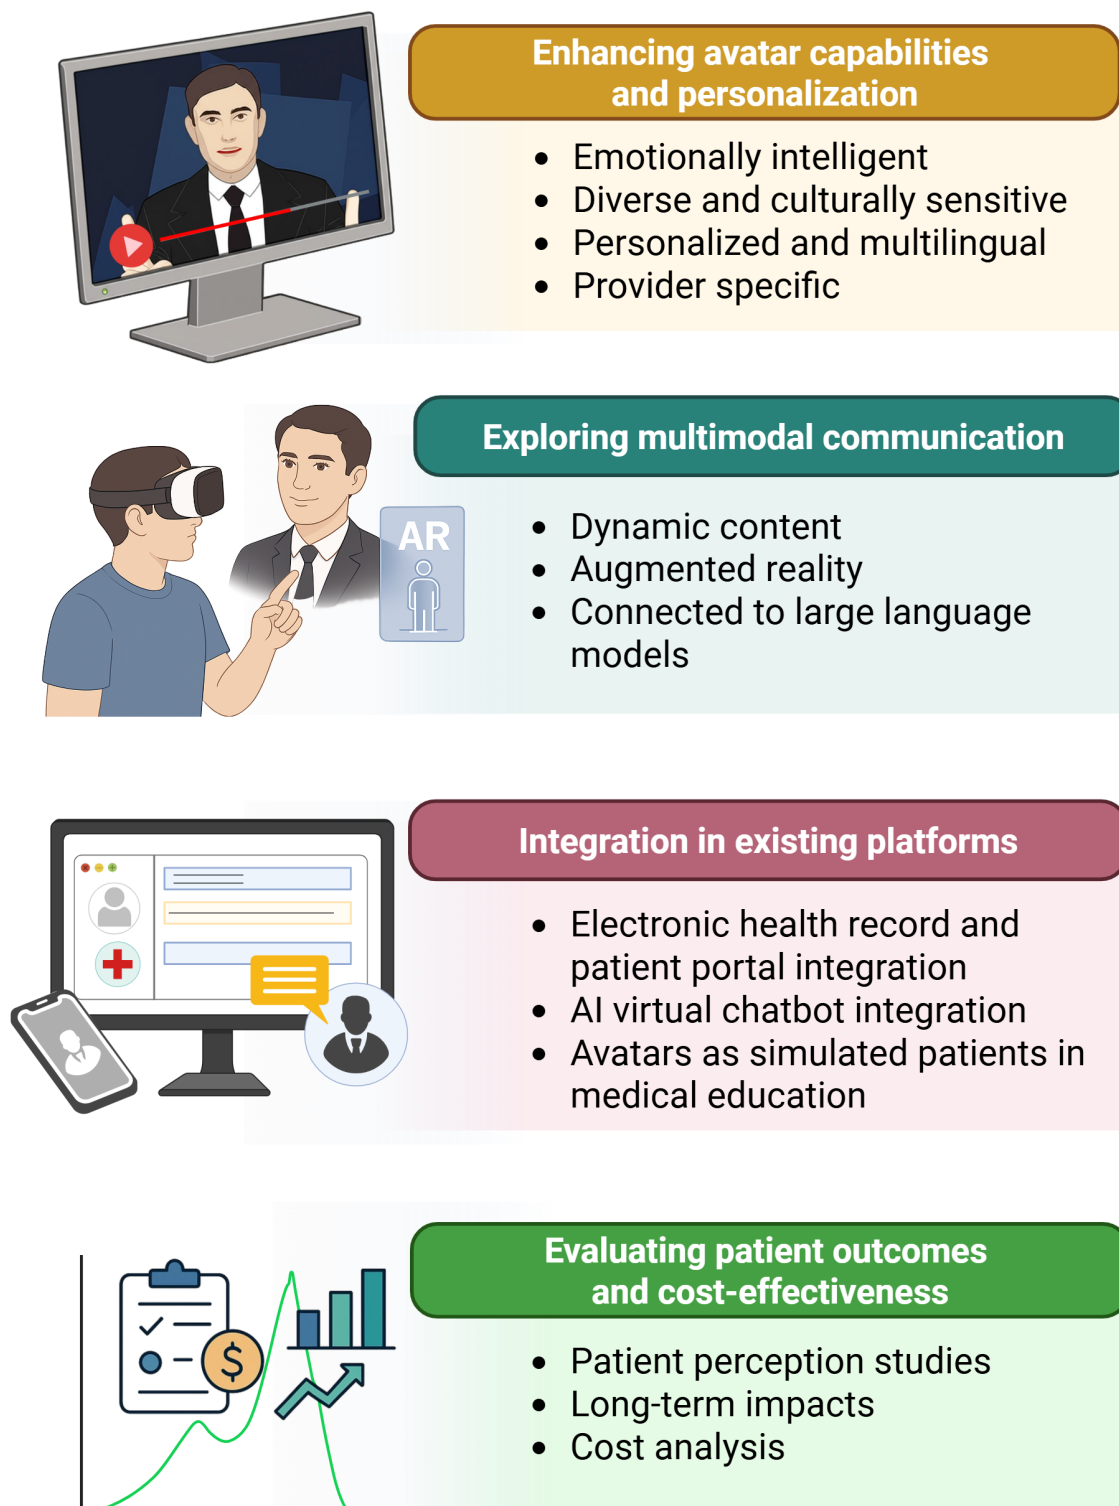 Enhancing avatar capabilities
and personalization
• Emotionally intelligent
• Diverse and culturally sensitive
• Personalized and multilingual
• Provider specific
Exploring multimodal communication
AR
• Dynamic content
• Augmented reality
• Connected to large language
models
Integration in existing platforms
• Electronic health record and
patient portal integration
• AI virtual chatbot integration
• Avatars as simulated patients in
medical education
Evaluating patient outcomes
and cost-effectiveness
$
• Patient perception studies
• Long-term impacts
• Cost analysis